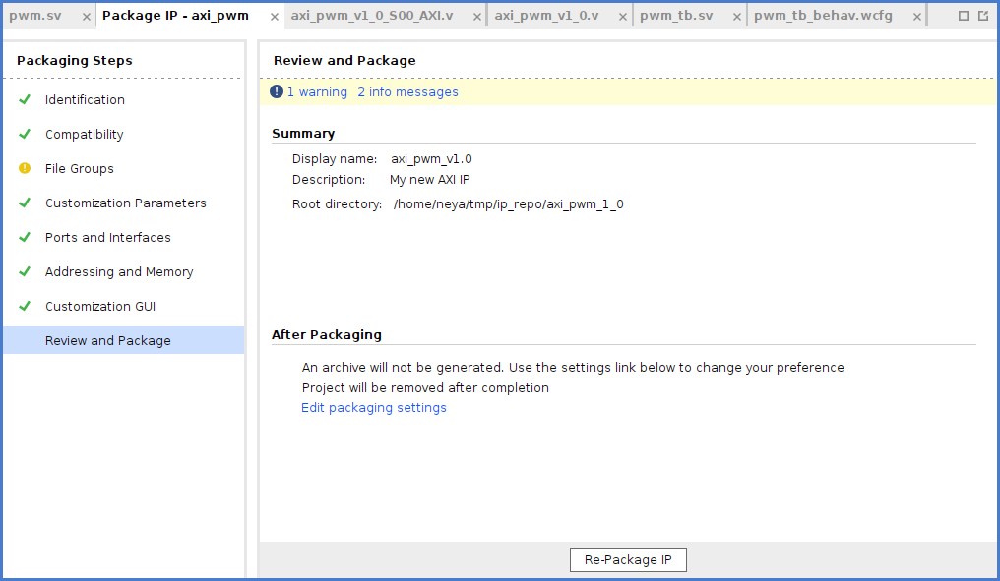 pwm.sv
Package IP - axi_pwm
axi_pwm_v1_0_S00_AXI.v
axi_pwm_v1_0.v
pwm_tb.sv
pwm_tb_behav.wcfg
Packaging Steps
Identification
Compatibility
File Groups
Customization Parameters
Ports and Interfaces
Addressing and Memory
Customization GUI
Review and Package
Review and Package
1 warning 2 info messages
Summary
Display name: axi_pwm_v1.0
Description: My new AXI IP
Root directory: /home/neya/tmp/ip_repo/axi_pwm_1_0
After Packaging
An archive will not be generated. Use the settings link below to change your preference
Project will be removed after completion
Edit packaging settings
Re-Package IP